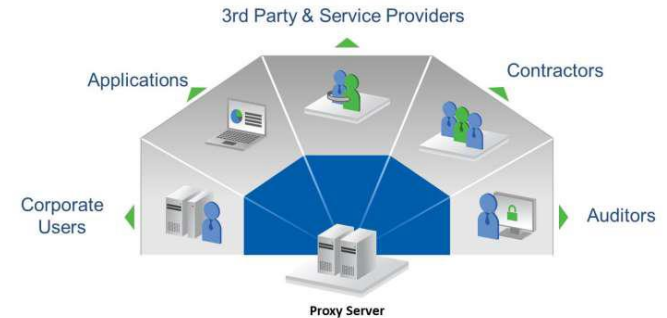 3rd Party & Service Providers
Applications
Contractors
Corporate
Users
Auditors
Proxy Server